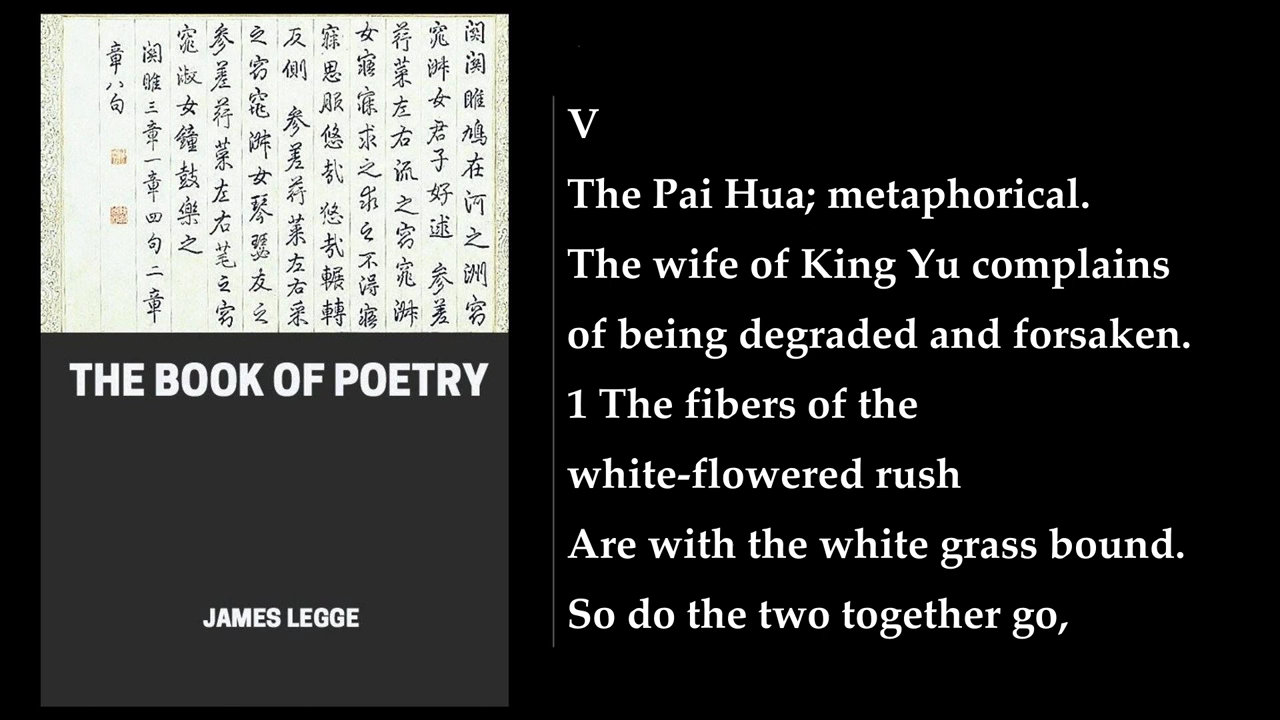 關關雎鳩在河之洲窈
窕淑女君子好逑 參差
荇菜左右流之窈窕淑
女寤寐求之求之不得寤
寐思服悠哉悠哉輾轉
反側 參差荇菜左右采
之窈窕淑女琴瑟友之
參差荇菜左右芼之窈
窕淑女鐘鼓樂之
關雎三章一章四句二章
章八句
THE BOOK OF POETRY
JAMES LEGGE
V
The Pai Hua; metaphorical.
The wife of King Yu complains
of being degraded and forsaken.
1 The fibers of the
white-flowered rush
Are with the white grass bound.
So do the two together go,